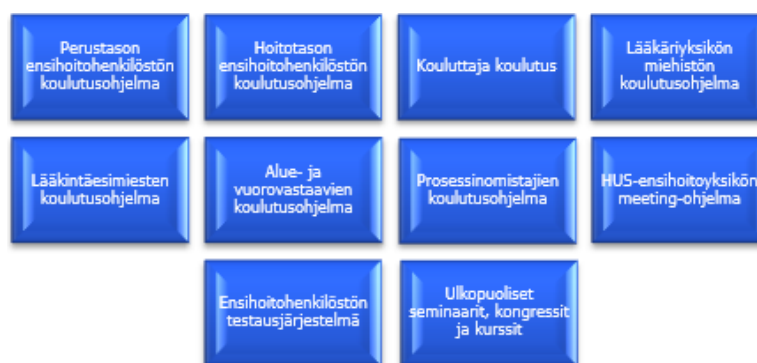 Perustason
ensihoitohenkilöstön
koulutusohjelma
Hoitotason
ensihoitohenkilöstön
koulutusohjelma
Kouluttaja koulutus
Lääkäriyksikön
miehistön
koulutusohjelma
Lääkintäesimiesten
koulutusohjelma
Alue- ja
vuorovastaavien
koulutusohjelma
Prosessinomistajien
koulutusohjelma
HUS-ensihoitoyksikön
meeting-ohjelma
Ensihoitohenkilöstön
testausjärjestelmä
Ulkopuoliset
seminaarit, kongressit
ja kurssit